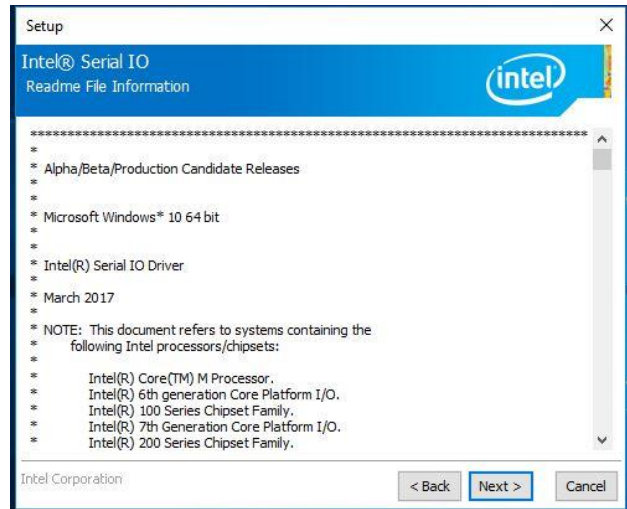 Setup
Intel® Serial IO
Readme File Information
intel
*******************************************************************************
*
* Alpha/Beta/Production Candidate Releases
*
*
* Microsoft Windows* 10 64 bit
*
*
* Intel(R) Serial IO Driver
*
* March 2017
*
* NOTE: This document refers to systems containing the
* following Intel processors/chipsets:
*
* Intel(R) Core(TM) M Processor.
* Intel(R) 6th generation Core Platform I/O.
* Intel(R) 100 Series Chipset Family.
* Intel(R) 7th Generation Core Platform I/O.
* Intel(R) 200 Series Chipset Family.
Intel Corporation
< Back Next > Cancel